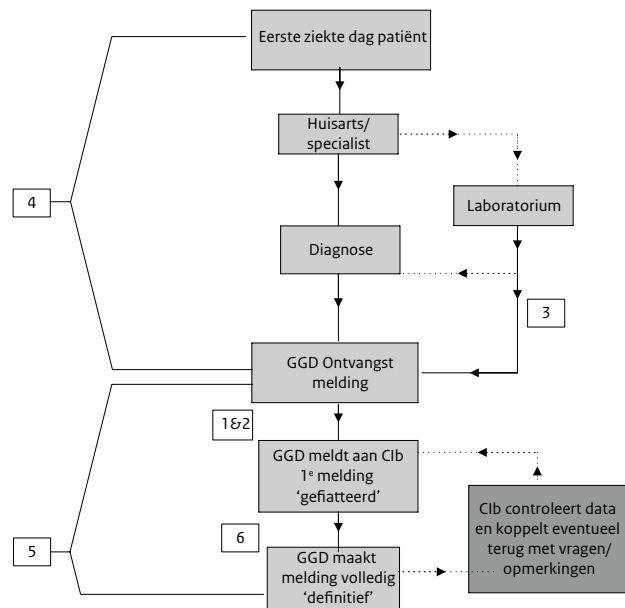 Eerste ziekte dag patiënt
Huisarts/
specialist
4
Laboratorium
Diagnose
3
GGD Ontvangst
melding
1&2
GGD meldt aan CIb
1e melding
‘gefiatteerd’
CIb controleert data
en koppelt eventueel
terug met vragen/
opmerkingen
6
5
GGD maakt
melding volledig
‘definitief’